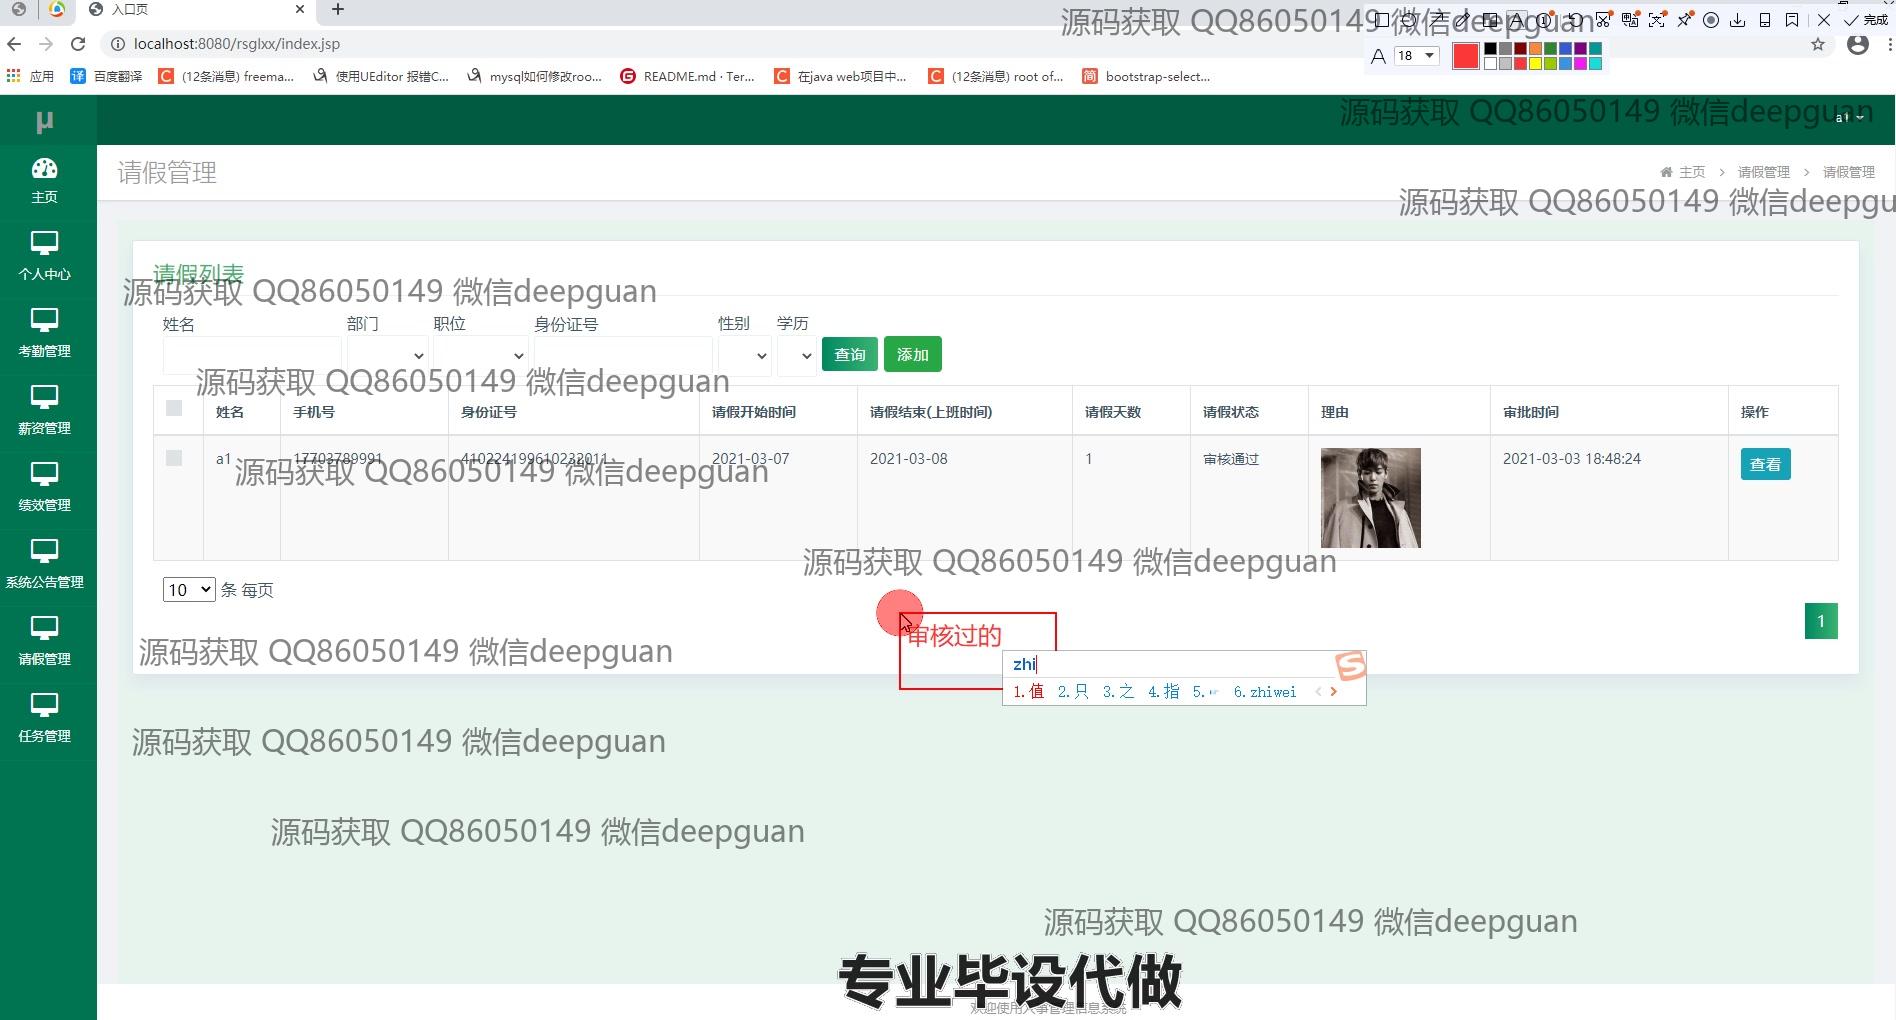 入口页
源码获取 QQ86050149 微信deepguan
完成
localhost:8080/rsglxx/index.jsp
A 18
应用 百度翻译 (12条消息) freema... 使用UEditor 报错C... mysql如何修改roo... README.md · Ter... 在java web项目中... (12条消息) root of... bootstrap-select...
μ
源码获取 QQ86050149 微信deepguan
a1
请假管理
主页 > 请假管理 > 请假管理
源码获取 QQ86050149 微信deepgu
主页
个人中心
考勤管理
薪资管理
绩效管理
系统公告管理
请假管理
任务管理
请假列表
源码获取 QQ86050149 微信deepguan
姓名 部门 职位 身份证号 性别 学历
查询 添加
源码获取 QQ86050149 微信deepguan
姓名 手机号 身份证号 请假开始时间 请假结束(上班时间) 请假天数 请假状态 理由 审批时间 操作
a1 17703789991 410224199610232011 2021-03-07 2021-03-08 1 审核通过 2021-03-03 18:48:24 查看
源码获取 QQ86050149 微信deepguan
源码获取 QQ86050149 微信deepguan
10 条 每页
1
审核过的
源码获取 QQ86050149 微信deepguan
zhi
1.值 2.只 3.之 4.指 5. 6.zhiwei
源码获取 QQ86050149 微信deepguan
源码获取 QQ86050149 微信deepguan
源码获取 QQ86050149 微信deepguan
专业毕设代做
欢迎使用人事管理信息系统